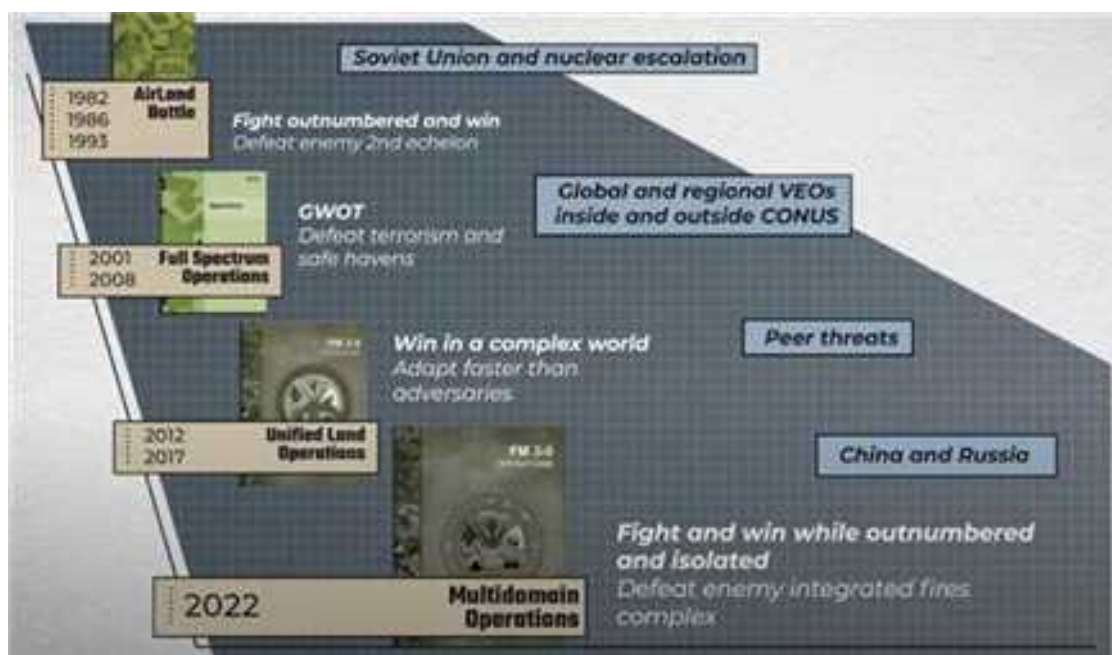 Soviet Union and nuclear escalation
1982
1986
1993
AirLand
Battle
Fight outnumbered and win
Defeat enemy 2nd echelon
Global and regional VEOs
inside and outside CONUS
GWOT
Defeat terrorism and
safe havens
2001
2008
Full Spectrum
Operations
Peer threats
Win in a complex world
Adapt faster than
adversaries
FM 3-0
2012
2017
Unified Land
Operations
China and Russia
FM 3-0
Fight and win while outnumbered
and isolated
Defeat enemy integrated fires
complex
2022
Multidomain
Operations